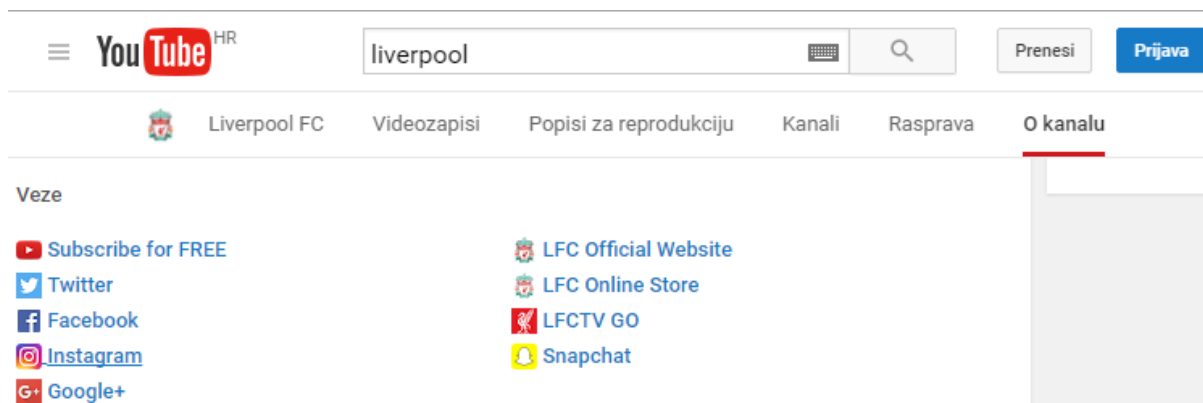 YouTube HR
liverpool
Prenesi
Prijava
Liverpool FC
Videozapisi
Popisi za reprodukciju
Kanali
Rasprava
O kanalu
Veze
Subscribe for FREE
Twitter
Facebook
Instagram
Google+
LFC Official Website
LFC Online Store
LFCTV GO
Snapchat